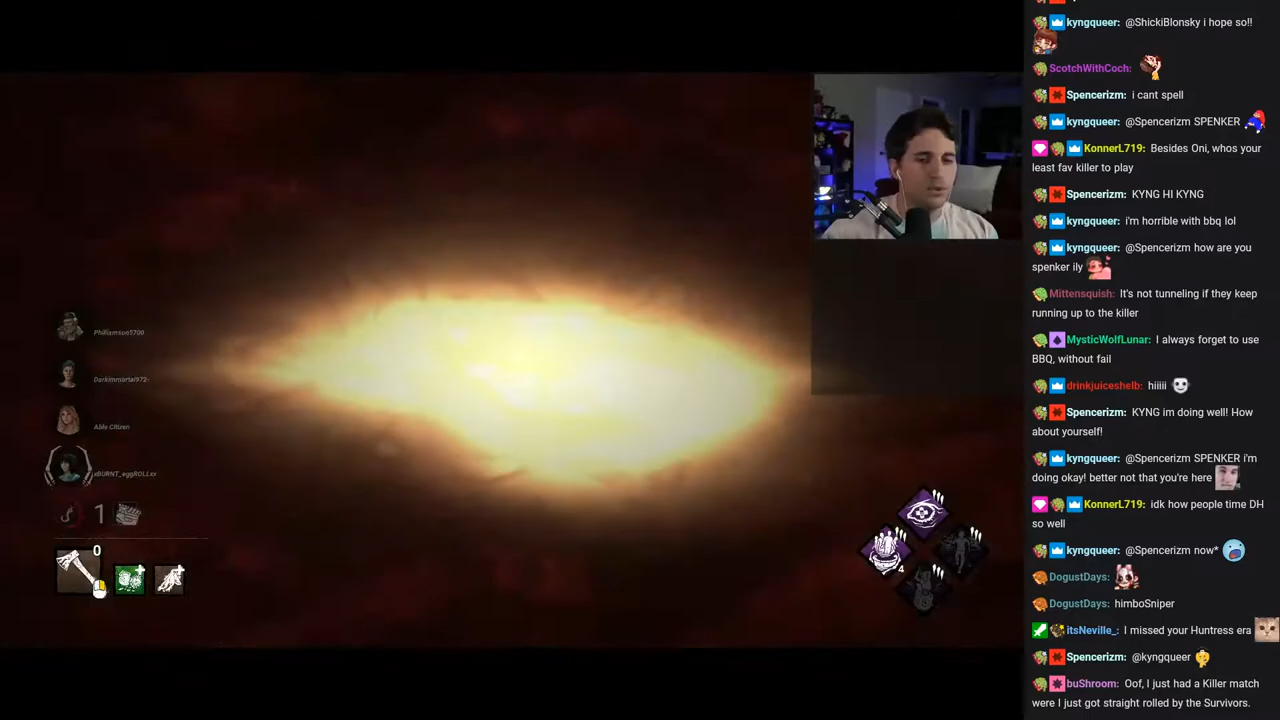 kyngqueer: @ShickiBlonsky i hope so!!
ScotchWithCoch:
Spencerizm: i cant spell
kyngqueer: @Spencerizm SPENKER
KonnerL719: Besides Oni, whos your
least fav killer to play
Spencerizm: KYNG HI KYNG
kyngqueer: i'm horrible with bbq lol
kyngqueer: @Spencerizm how are you
spenker ily
Mittensquish: It's not tunneling if they keep
running up to the killer
MysticWolfLunar: I always forget to use
BBQ, without fail
drinkjuiceshelb: hiiiii
Spencerizm: KYNG im doing well! How
about yourself!
kyngqueer: @Spencerizm SPENKER i'm
doing okay! better not that you're here
KonnerL719: idk how people time DH
so well
kyngqueer: @Spencerizm now*
DogustDays:
DogustDays: himboSniper
itsNeville_: I missed your Huntress era
Spencerizm: @kyngqueer
buShroom: Oof, I just had a Killer match
were I just got straight rolled by the Survivors.
Able Citizen
xBURNT_eggROLLxx
1
0
4